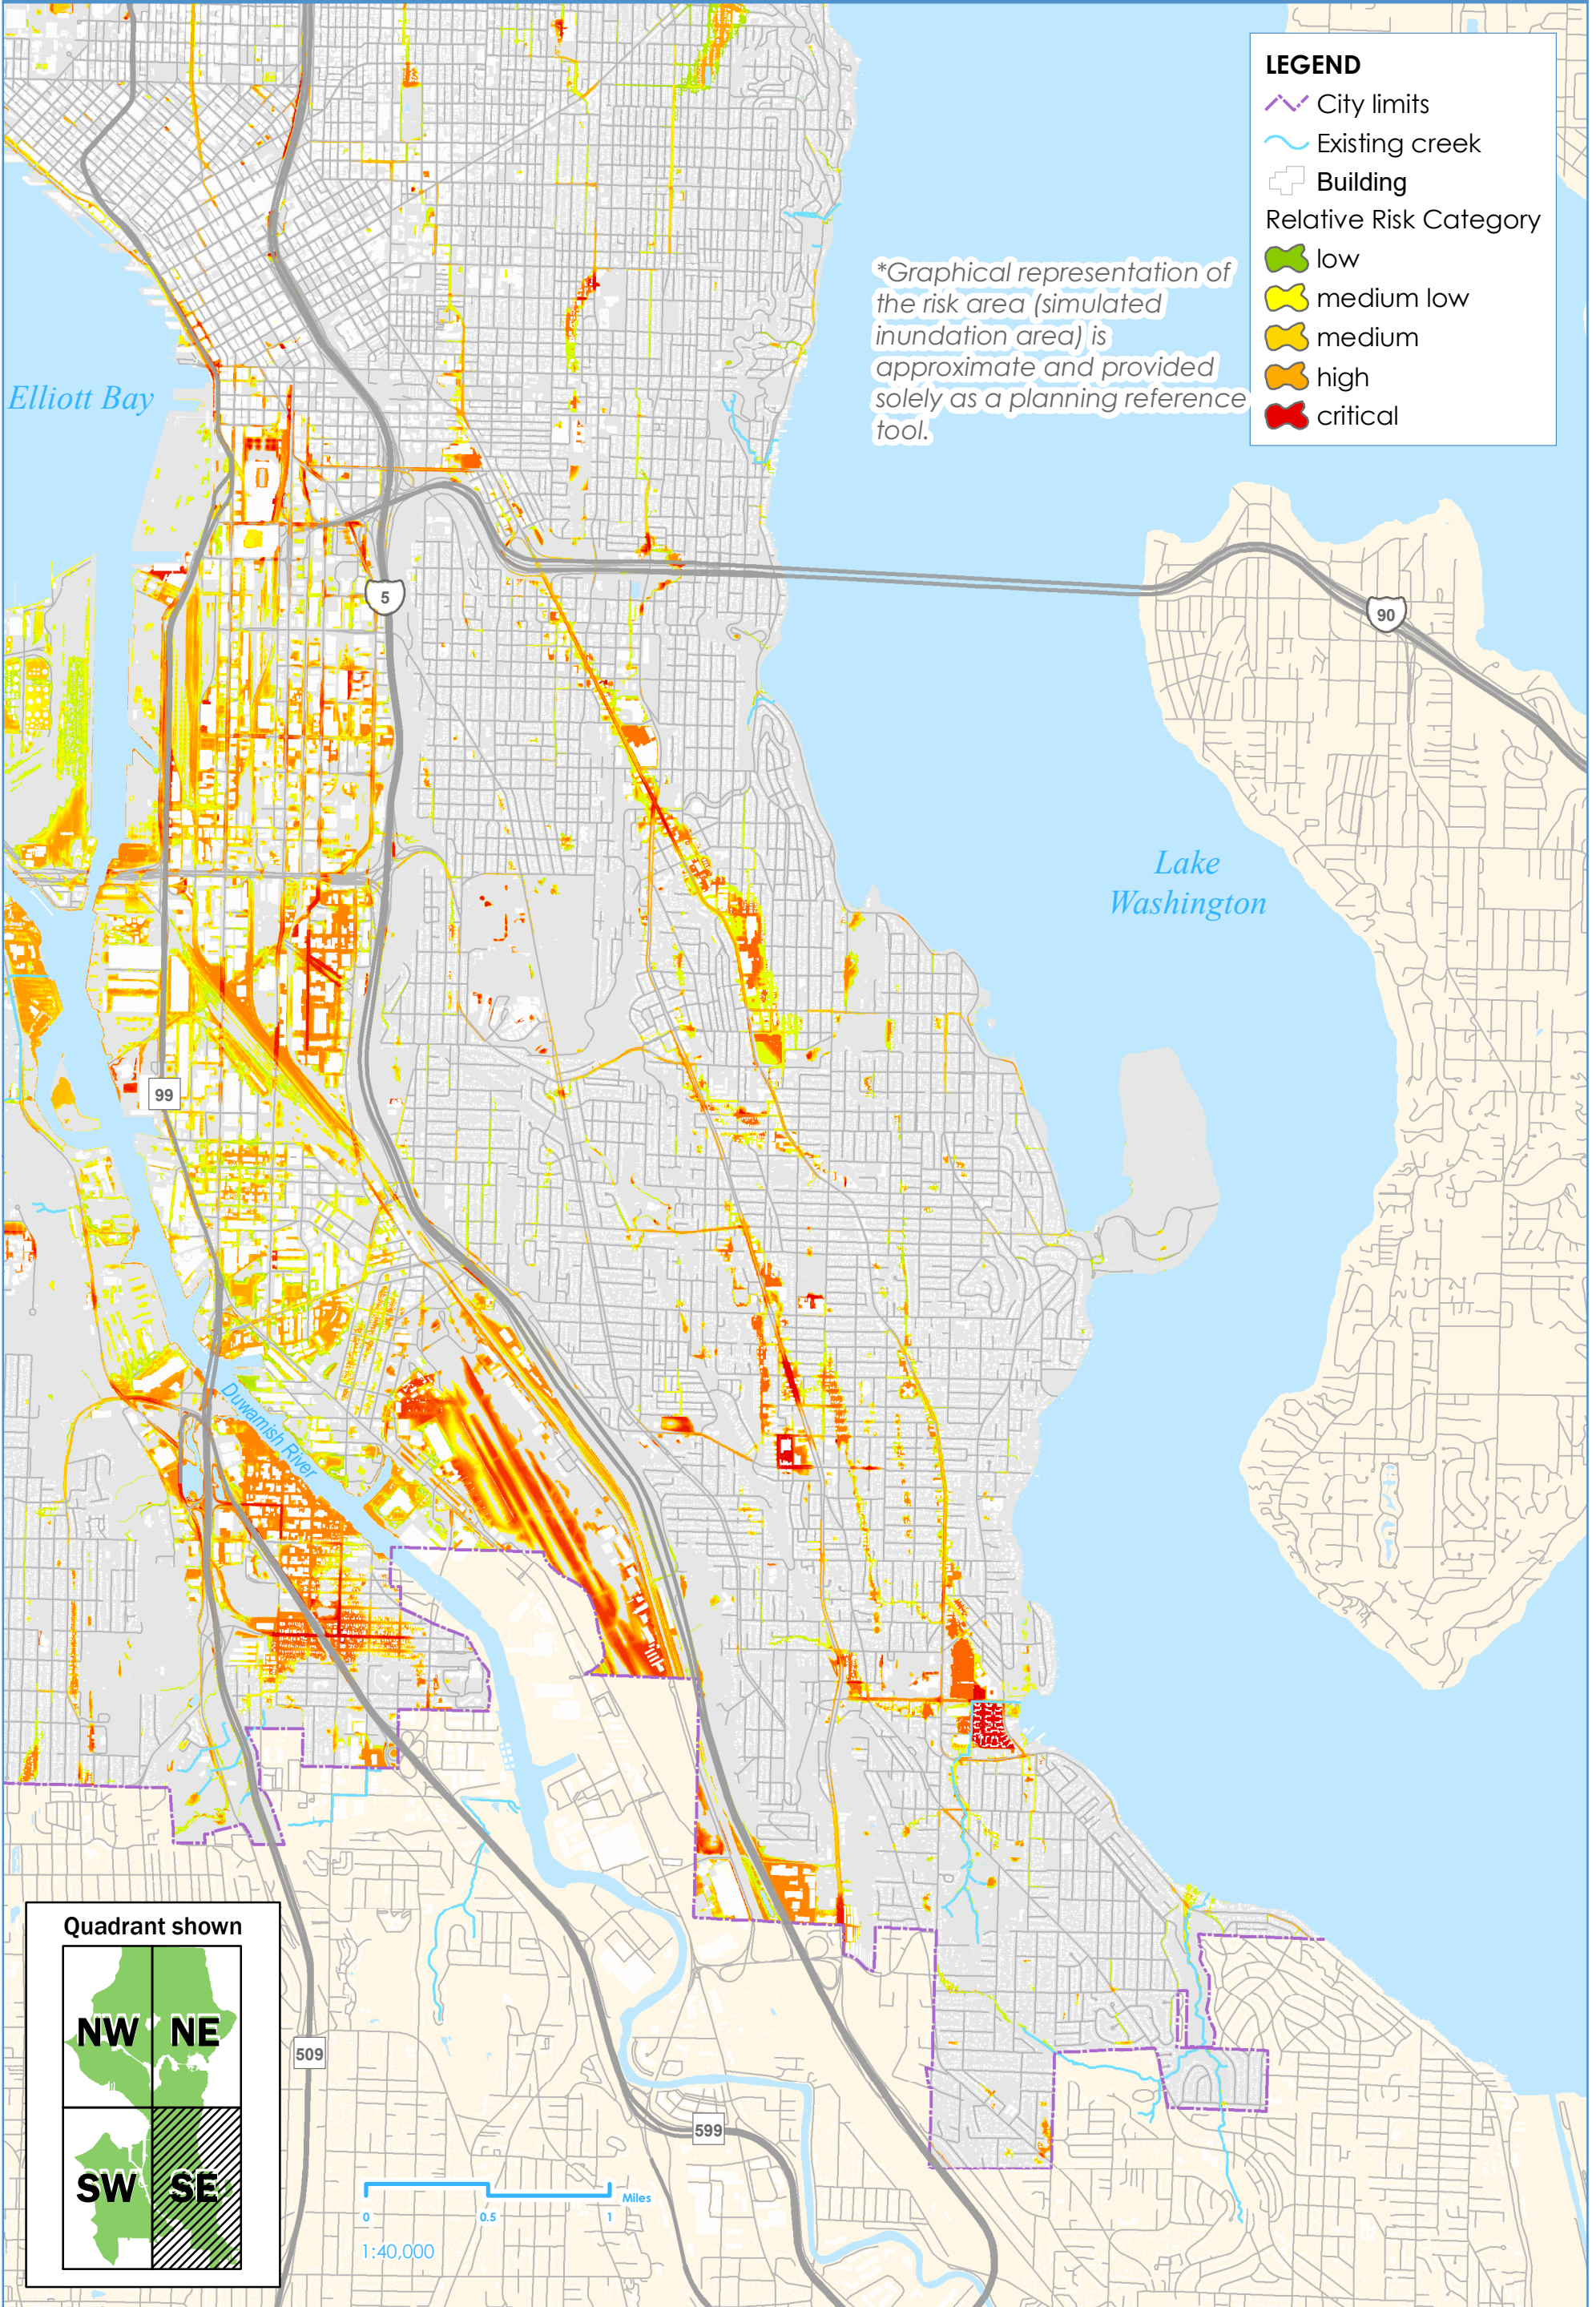 LEGEND
City limits
Existing creek
Building
Relative Risk Category
low
medium low
medium
high
critical
*Graphical representation of
the risk area (simulated
inundation area) is
approximate and provided
solely as a planning reference
tool.
Elliott Bay
5
90
Lake
Washington
99
Duwamish River
Quadrant shown
NW
NE
SW
SE
509
599
0
0.5
1
Miles
1:40,000